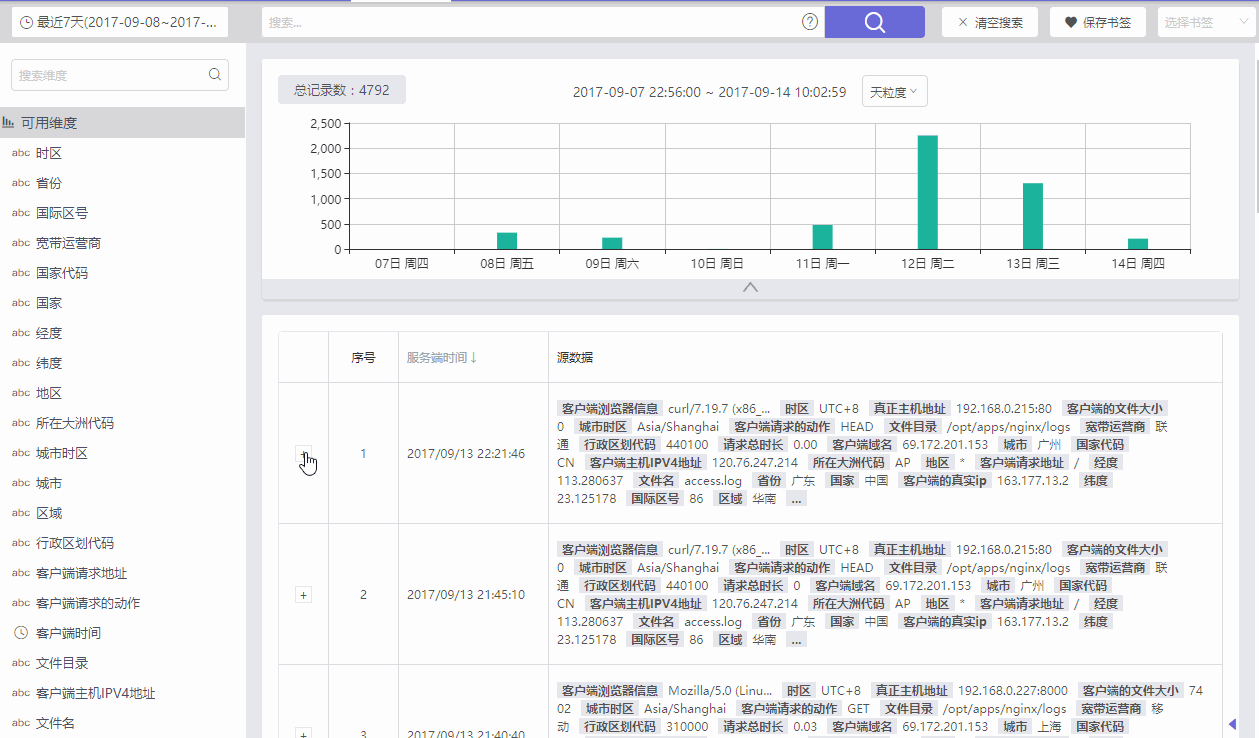 最近7天(2017-09-08~2017-...
搜索...
?
清空搜索
保存书签
选择书签
搜索维度
可用维度
abc 时区
abc 省份
abc 国际区号
abc 宽带运营商
abc 国家代码
abc 国家
abc 经度
abc 纬度
abc 地区
abc 所在大洲代码
abc 城市时区
abc 城市
abc 区域
abc 行政区划代码
abc 客户端请求地址
abc 客户端请求的动作
客户端时间
abc 文件目录
abc 客户端主机IPV4地址
abc 文件名
总记录数：4792
2017-09-07 22:56:00 ~ 2017-09-14 10:02:59
天粒度
2,500
2,000
1,500
1,000
500
0
07日 周四 08日 周五 09日 周六 10日 周日 11日 周一 12日 周二 13日 周三 14日 周四
序号 服务端时间↓ 源数据
+ 1 2017/09/13 22:21:46
客户端浏览器信息 curl/7.19.7 (x86_... 时区 UTC+8 真正主机地址 192.168.0.215:80 客户端的文件大小
0 城市时区 Asia/Shanghai 客户端请求的动作 HEAD 文件目录 /opt/apps/nginx/logs 宽带运营商 联
通 行政区划代码 440100 请求总时长 0.00 客户端域名 69.172.201.153 城市 广州 国家代码
CN 客户端主机IPV4地址 120.76.247.214 所在大洲代码 AP 地区 * 客户端请求地址 / 经度
113.280637 文件名 access.log 省份 广东 国家 中国 客户端的真实ip 163.177.13.2 纬度
23.125178 国际区号 86 区域 华南 ...
+ 2 2017/09/13 21:45:10
客户端浏览器信息 curl/7.19.7 (x86_... 时区 UTC+8 真正主机地址 192.168.0.215:80 客户端的文件大小
0 城市时区 Asia/Shanghai 客户端请求的动作 HEAD 文件目录 /opt/apps/nginx/logs 宽带运营商 联
通 行政区划代码 440100 请求总时长 0 客户端域名 69.172.201.153 城市 广州 国家代码
CN 客户端主机IPV4地址 120.76.247.214 所在大洲代码 AP 地区 * 客户端请求地址 / 经度
113.280637 文件名 access.log 省份 广东 国家 中国 客户端的真实ip 163.177.13.2 纬度
23.125178 国际区号 86 区域 华南 ...
+ 3 2017/09/13 21:40:40
客户端浏览器信息 Mozilla/5.0 (Linu... 时区 UTC+8 真正主机地址 192.168.0.227:8000 客户端的文件大小 74
02 城市时区 Asia/Shanghai 客户端请求的动作 GET 文件目录 /opt/apps/nginx/logs 宽带运营商 移
动 行政区划代码 310000 请求总时长 0.03 客户端域名 69.172.201.153 城市 上海 国家代码